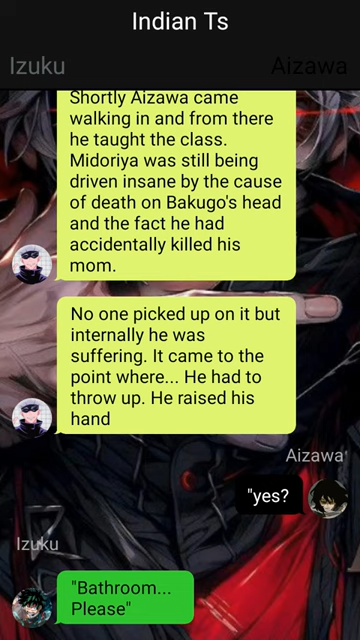 Indian Ts
Izuku
Aizawa
Shortly Aizawa came
walking in and from there
he taught the class.
Midoriya was still being
driven insane by the cause
of death on Bakugo's head
and the fact he had
accidentally killed his
mom.
No one picked up on it but
internally he was
suffering. It came to the
point where... He had to
throw up. He raised his
hand
Aizawa
"yes?
Izuku
"Bathroom...
Please"